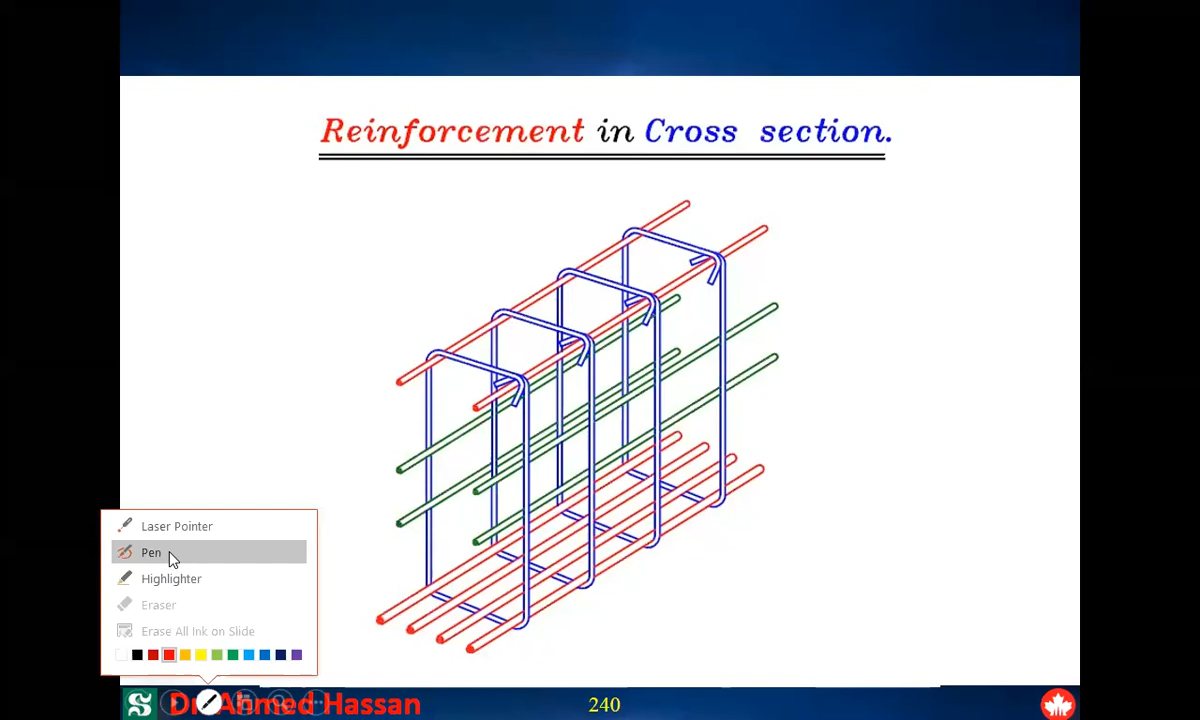 Reinforcement in Cross section.
Laser Pointer
Pen
Highlighter
Eraser
Erase All Ink on Slide
Dr Ahmed Hassan
240